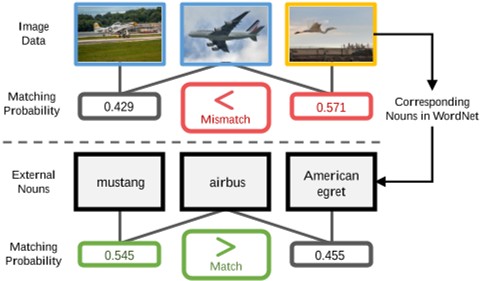 Image
Data
Matching
Probability
0.429
<
Mismatch
0.571
Corresponding
Nouns in WordNet
External
Nouns
mustang
airbus
American
egret
Matching
Probability
0.545
>
Match
0.455